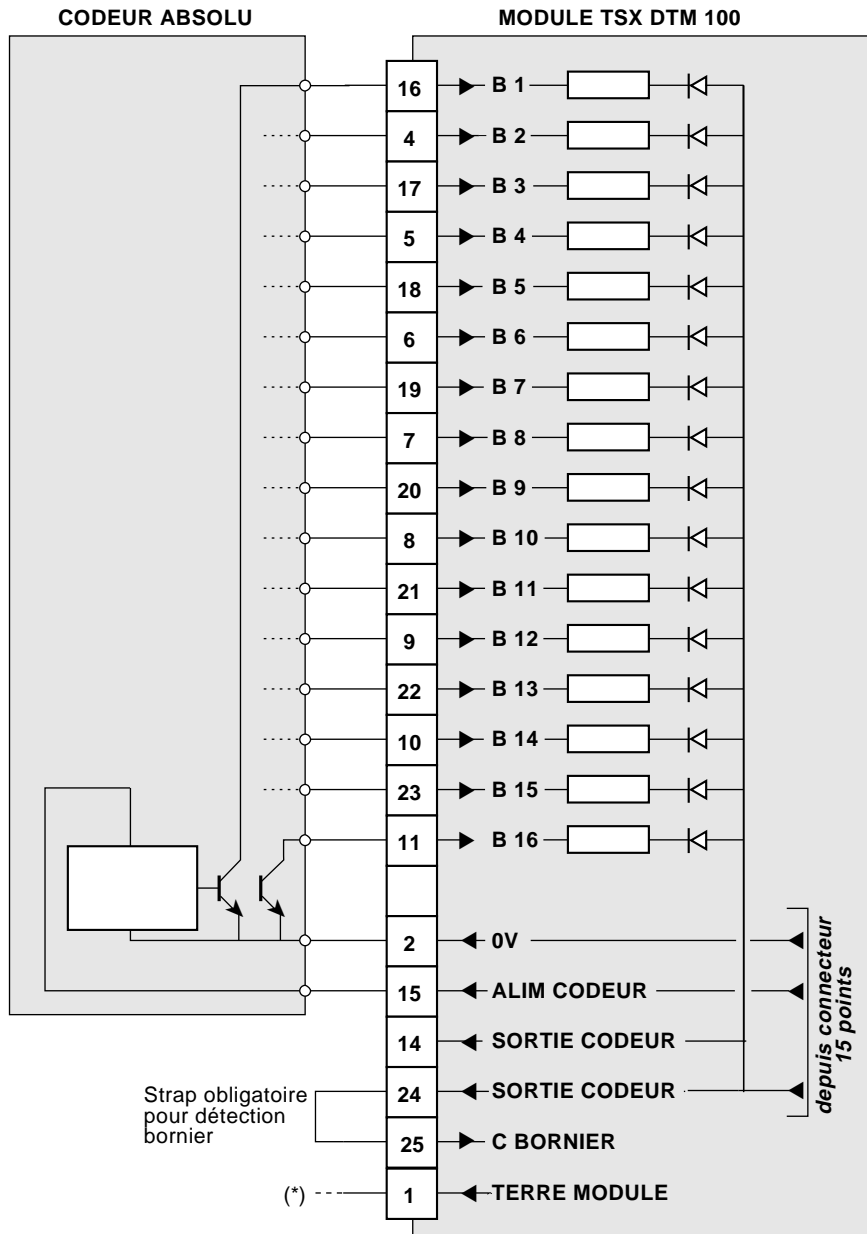 CODEUR ABSOLU
MODULE TSX DTM 100
16 B 1
4 B 2
17 B 3
5 B 4
18 B 5
6 B 6
19 B 7
7 B 8
20 B 9
8 B 10
21 B 11
9 B 12
22 B 13
10 B 14
23 B 15
11 B 16
2 0V
15 ALIM CODEUR
14 SORTIE CODEUR
24 SORTIE CODEUR
25 C BORNIER
(*) 1 TERRE MODULE
Strap obligatoire
pour détection
bornier
depuis connecteur
15 points